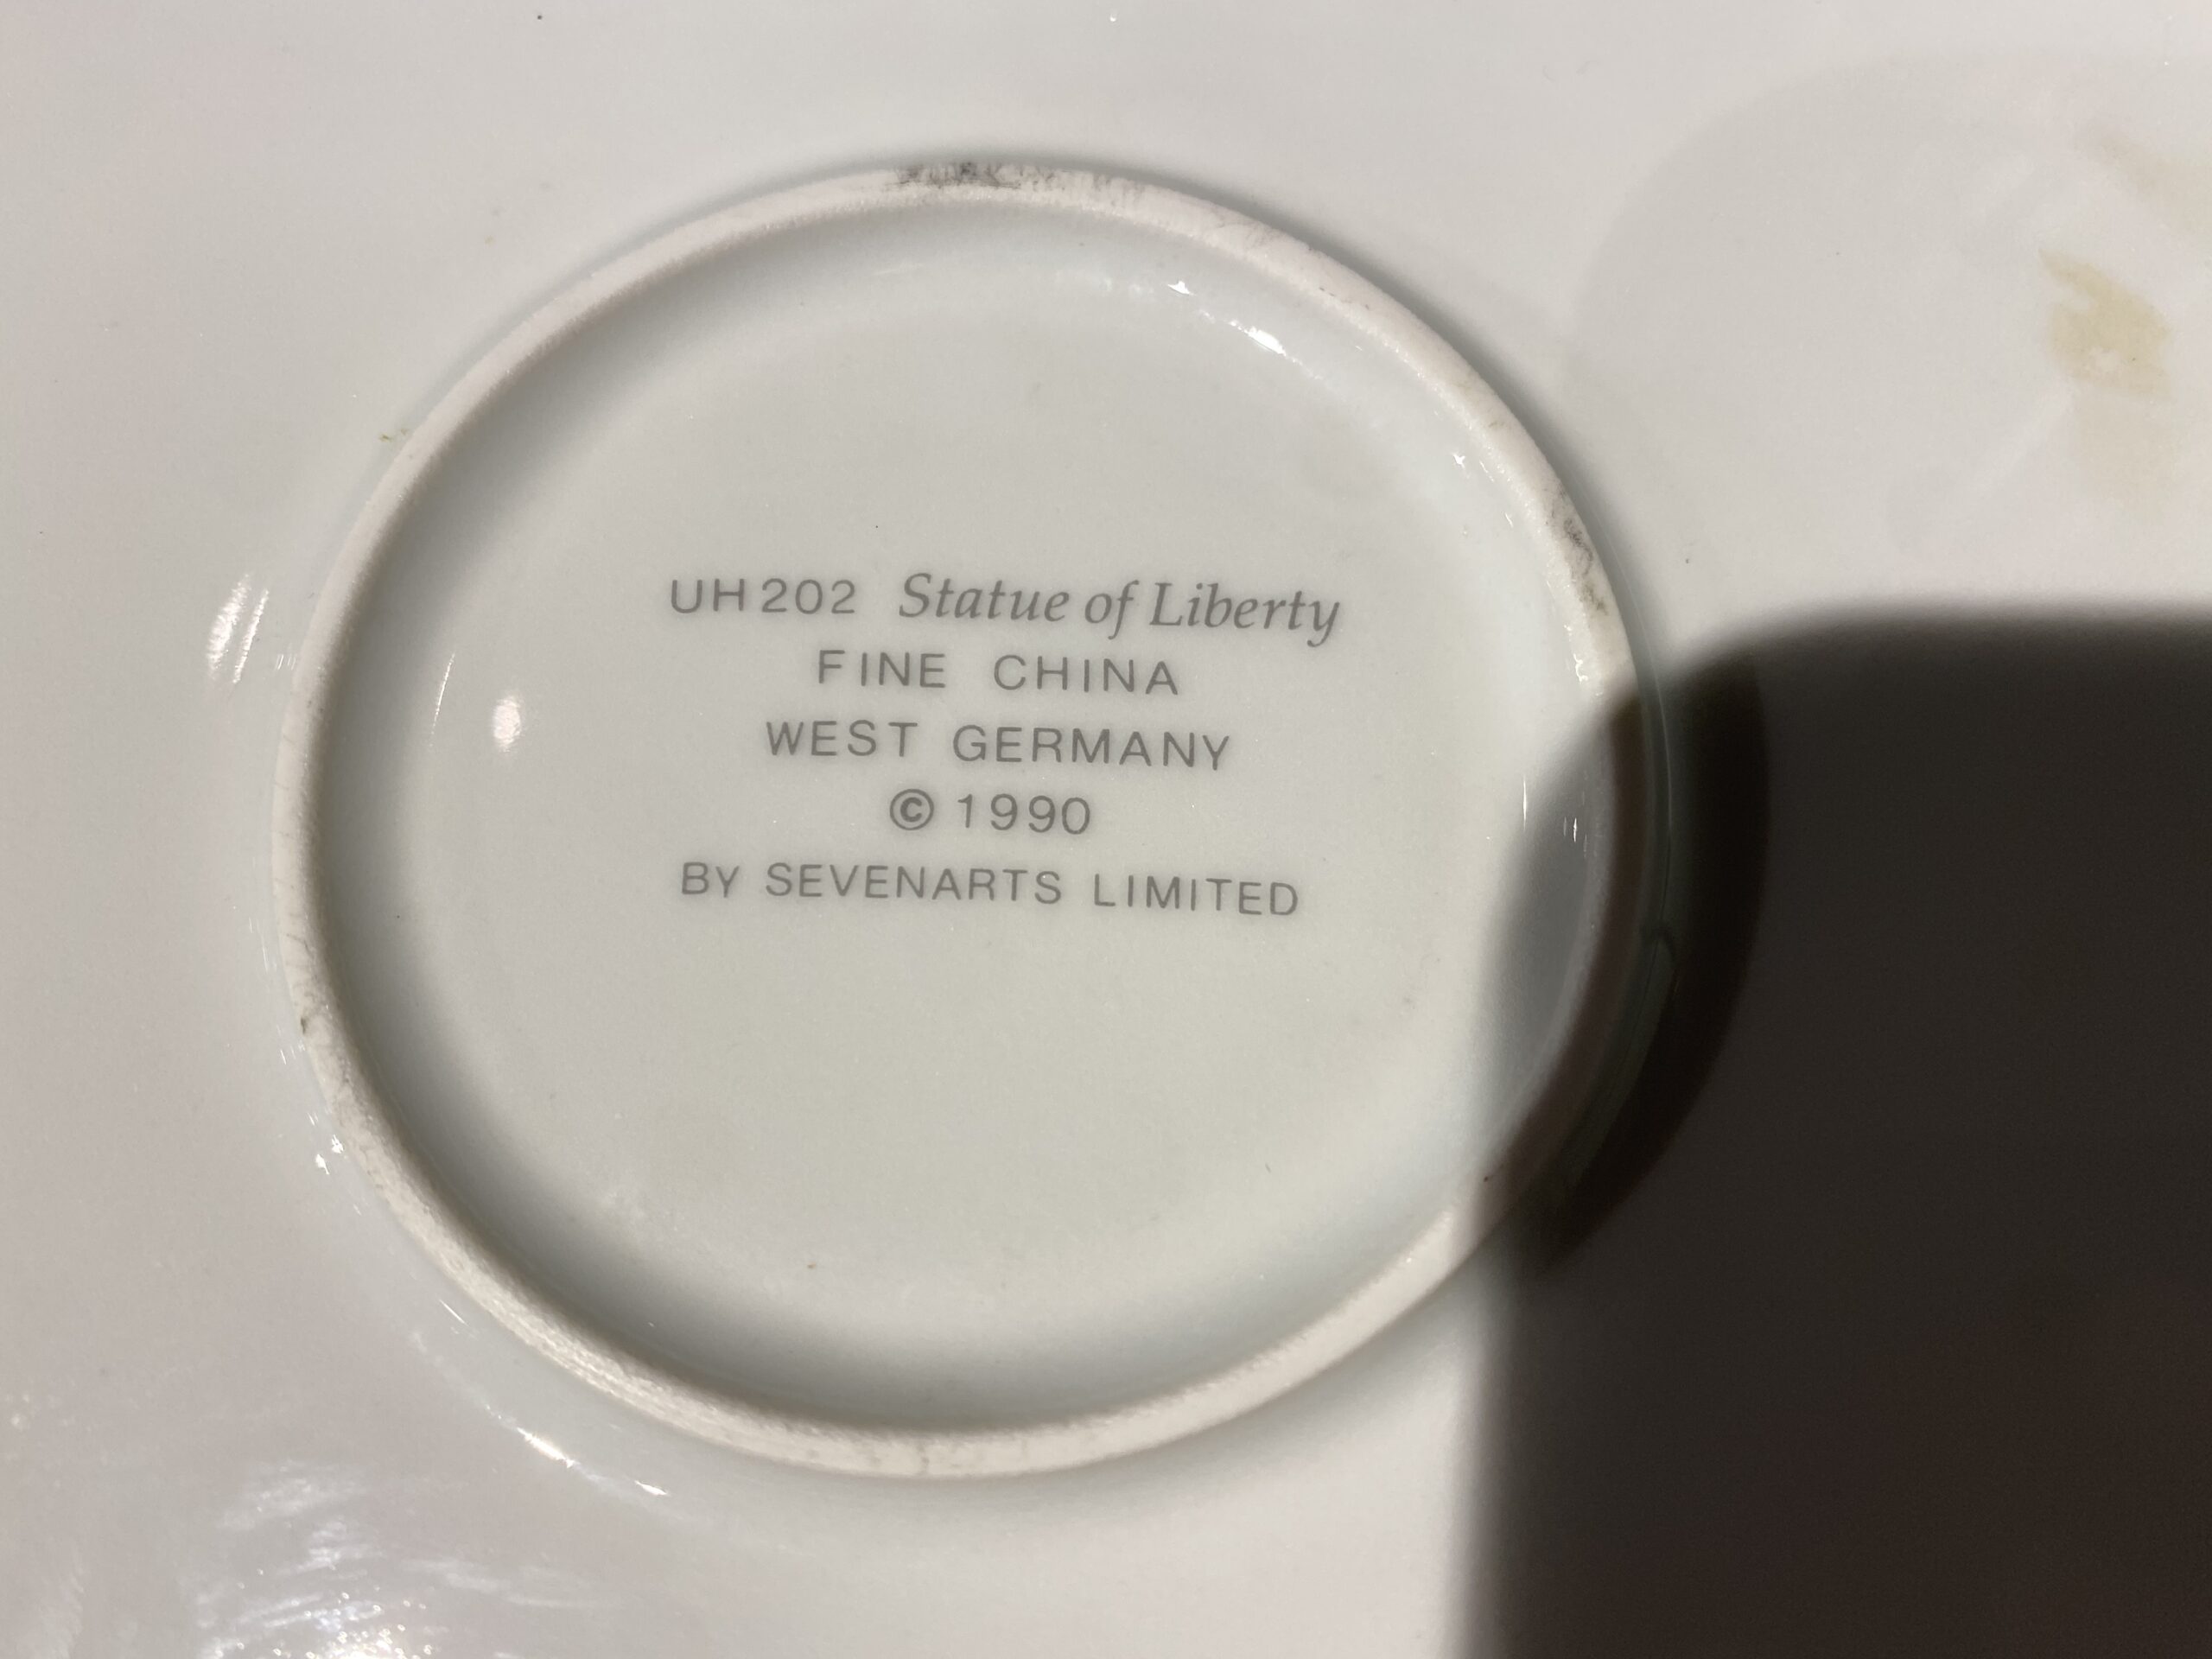 UH202 Statue of Liberty
FINE CHINA
WEST GERMANY
© 1990
BY SEVENARTS LIMITED